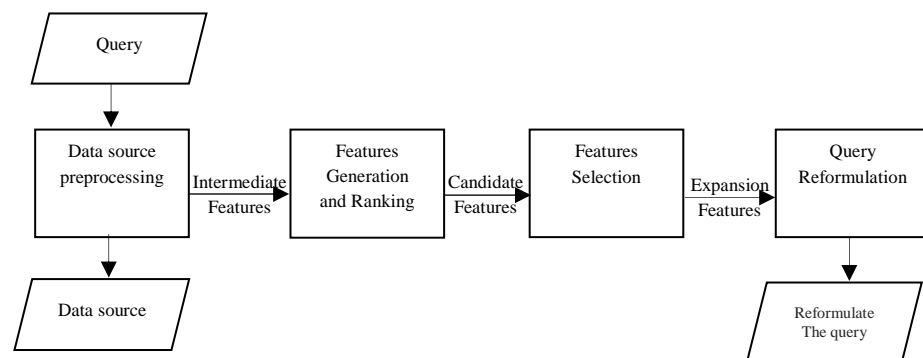 Query
Data source
preprocessing
Intermediate
Features
Features
Generation
and Ranking
Candidate
Features
Features
Selection
Expansion
Features
Query
Reformulation
Data source
Reformulate
The query